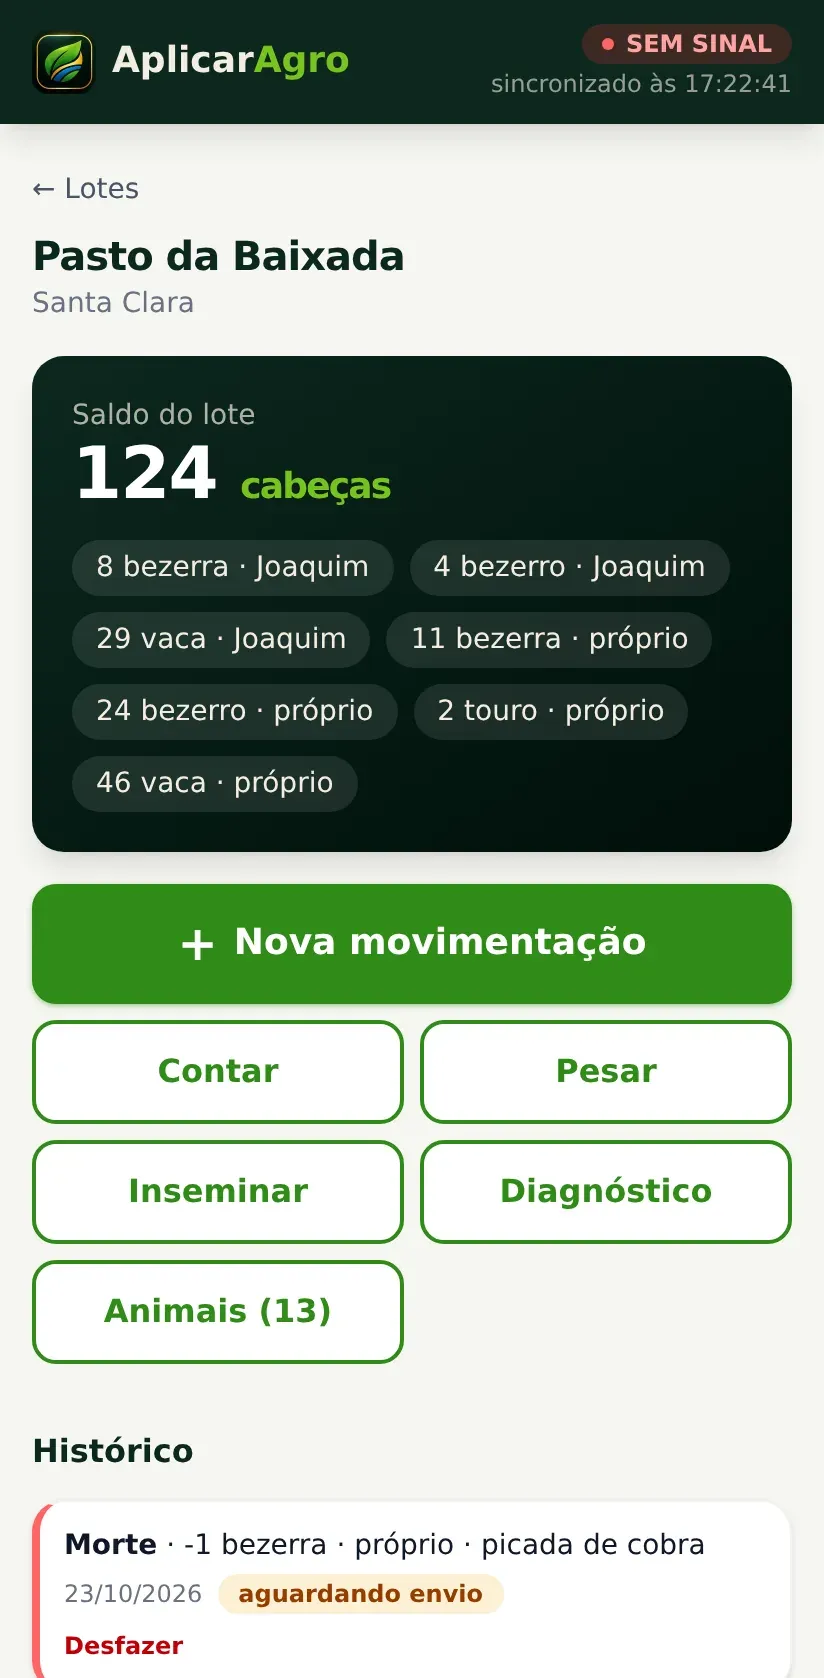 AplicarAgro
SEM SINAL
sincronizado às 17:22:41
← Lotes
Pasto da Baixada
Santa Clara
Saldo do lote
124 cabeças
8 bezerra · Joaquim
4 bezerro · Joaquim
29 vaca · Joaquim
11 bezerra · próprio
24 bezerro · próprio
2 touro · próprio
46 vaca · próprio
+ Nova movimentação
Contar
Pesar
Inseminar
Diagnóstico
Animais (13)
Histórico
Morte · -1 bezerra · próprio · picada de cobra
23/10/2026 aguardando envio
Desfazer